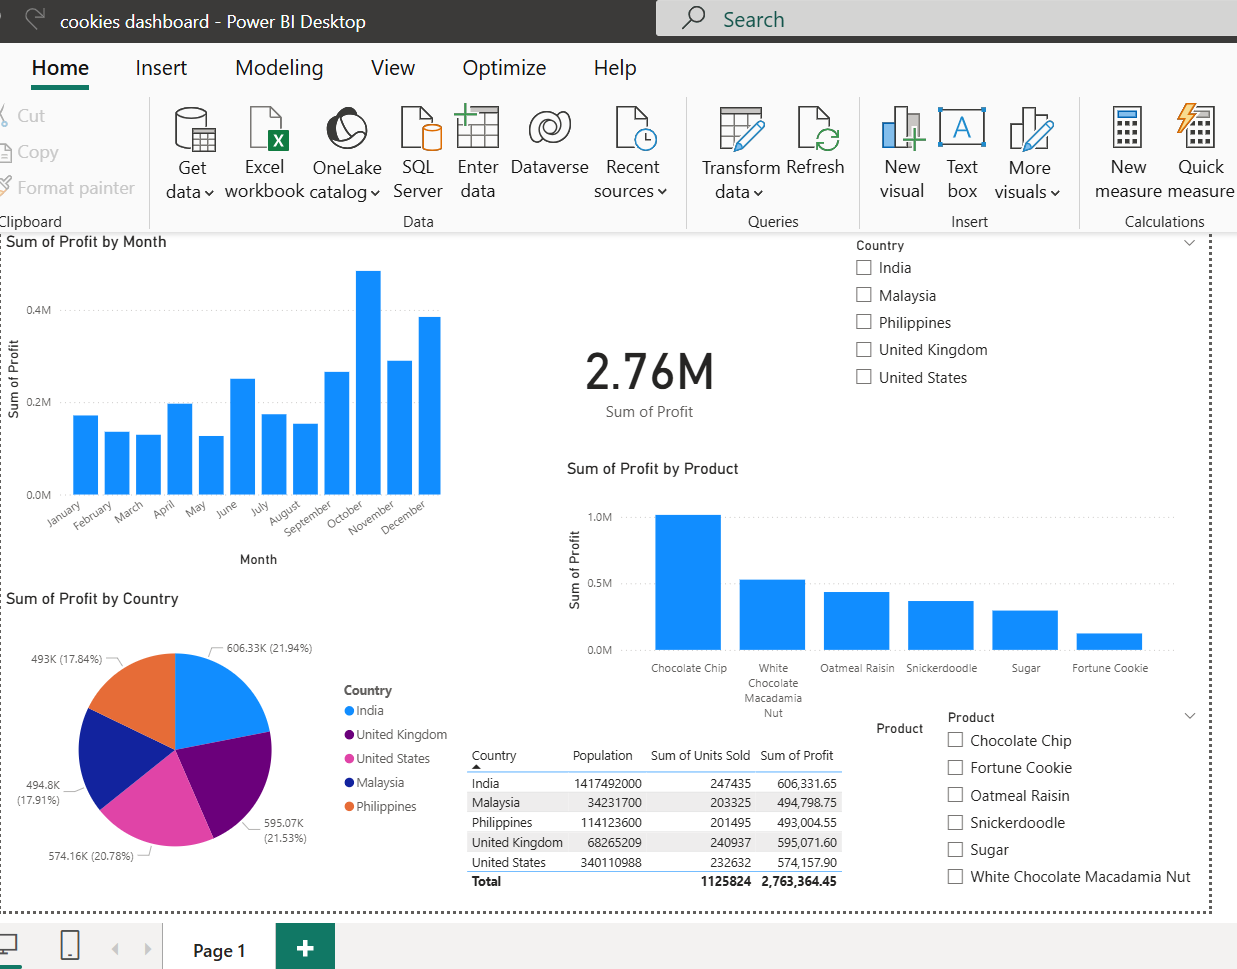 cookies dashboard - Power BI Desktop
Search
Home Insert Modeling View Optimize Help
Cut
Copy
Format painter
Clipboard
Get data
Excel workbook
OneLake catalog
SQL Server
Enter data
Dataverse
Recent sources
Data
Transform data
Refresh
Queries
New visual
Text box
More visuals
Insert
New measure
Quick measure
Calculations
Sum of Profit by Month
Sum of Profit
0.4M
0.2M
0.0M
January February March April May June July August September October November December
Month
2.76M
Sum of Profit
Country
India
Malaysia
Philippines
United Kingdom
United States
Sum of Profit by Product
Sum of Profit
1.0M
0.5M
0.0M
Chocolate Chip
White Chocolate Macadamia Nut
Oatmeal Raisin
Snickerdoodle
Sugar
Fortune Cookie
Product
Sum of Profit by Country
606.33K (21.94%)
595.07K (21.53%)
574.16K (20.78%)
494.8K (17.91%)
493K (17.84%)
Country
India
United Kingdom
United States
Malaysia
Philippines
Country Population Sum of Units Sold Sum of Profit
India 1417492000 247435 606,331.65
Malaysia 34231700 203325 494,798.75
Philippines 114123600 201495 493,004.55
United Kingdom 68265209 240937 595,071.60
United States 340110988 232632 574,157.90
Total 1125824 2,763,364.45
Product
Chocolate Chip
Fortune Cookie
Oatmeal Raisin
Snickerdoodle
Sugar
White Chocolate Macadamia Nut
Page 1